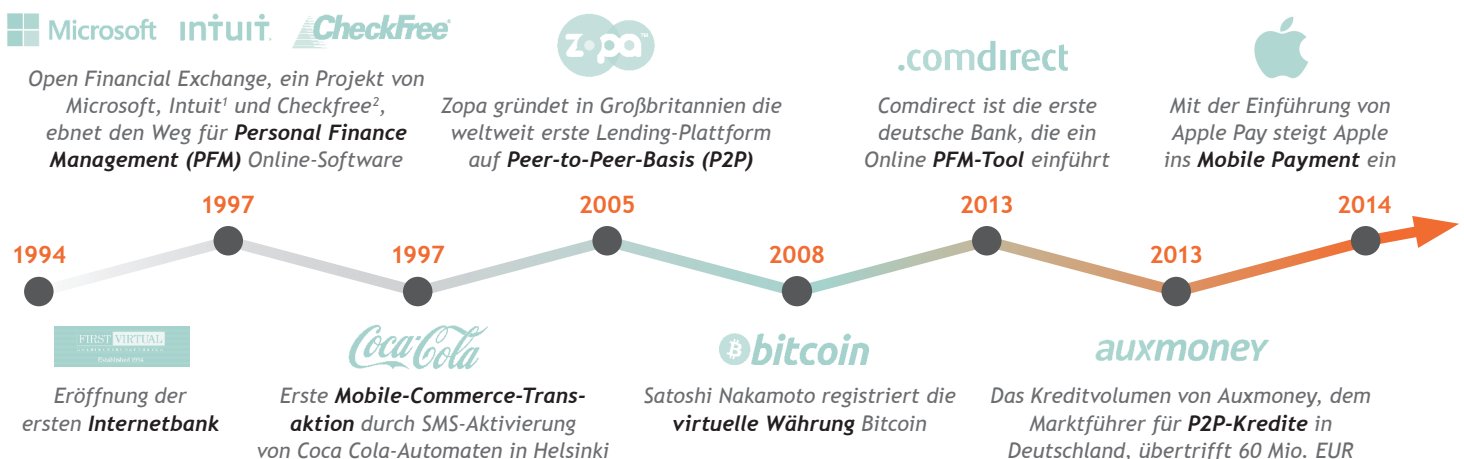 Microsoft intuit. CheckFree
Open Financial Exchange, ein Projekt von
Microsoft, Intuit¹ und Checkfree²,
ebnet den Weg für Personal Finance
Management (PFM) Online-Software
Zopa
Zopa gründet in Großbritannien die
weltweit erste Lending-Plattform
auf Peer-to-Peer-Basis (P2P)
.comdirect
Comdirect ist die erste
deutsche Bank, die ein
Online PFM-Tool einführt
Mit der Einführung von
Apple Pay steigt Apple
ins Mobile Payment ein
1994
1997
1997
2005
2008
2013
2013
2014
FIRST VIRTUAL
Established 1994
Eröffnung der
ersten Internetbank
Coca-Cola
Erste Mobile-Commerce-Trans-
aktion durch SMS-Aktivierung
von Coca Cola-Automaten in Helsinki
bitcoin
Satoshi Nakamoto registriert die
virtuelle Währung Bitcoin
auxmoney
Das Kreditvolumen von Auxmoney, dem
Marktführer für P2P-Kredite in
Deutschland, übertrifft 60 Mio. EUR